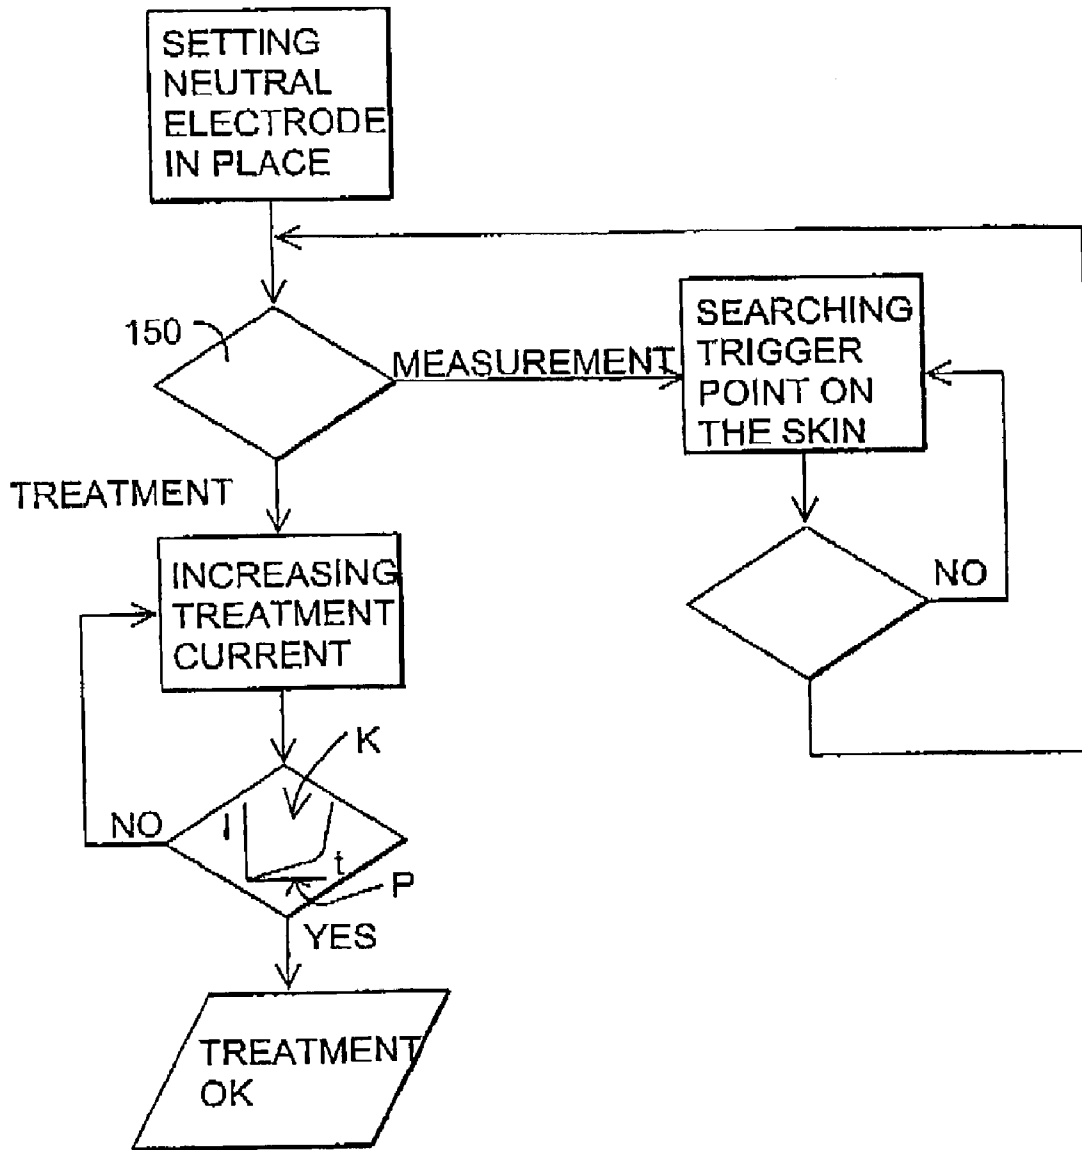 SETTING
NEUTRAL
ELECTRODE
IN PLACE
150
MEASUREMENT
SEARCHING
TRIGGER
POINT ON
THE SKIN
TREATMENT
NO
INCREASING
TREATMENT
CURRENT
K
NO
I
t
P
YES
TREATMENT
OK